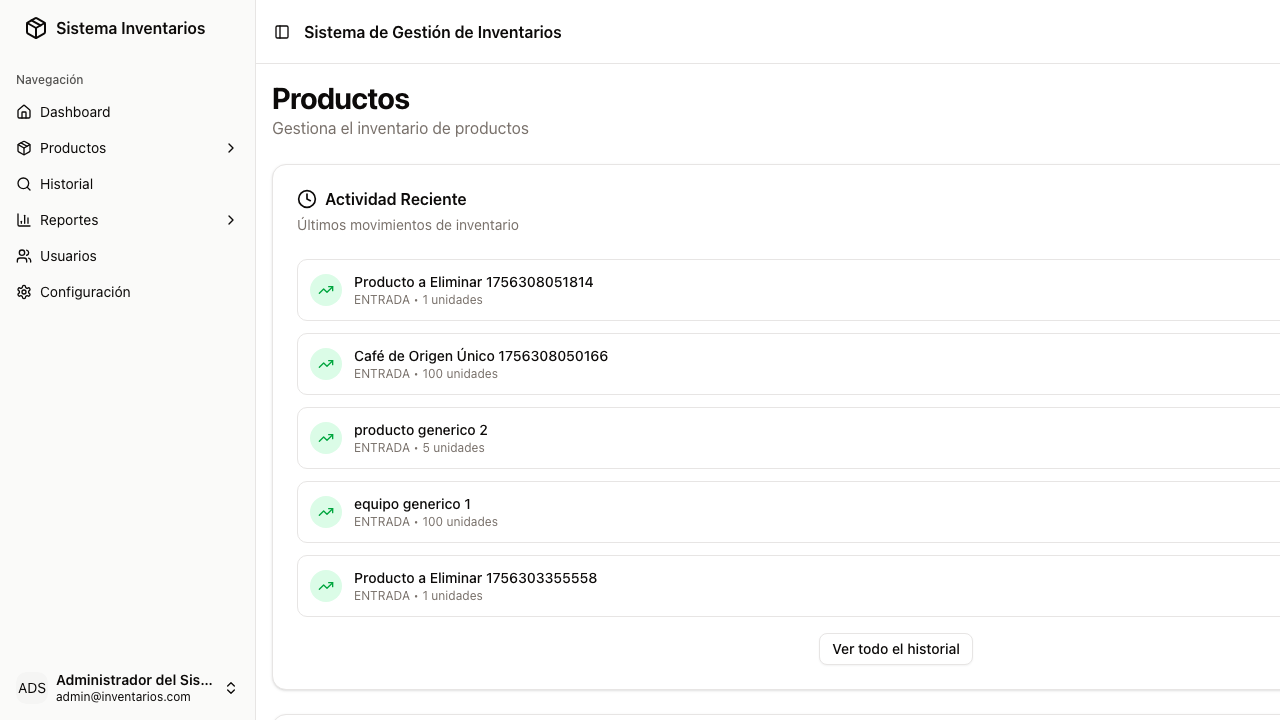 Sistema Inventarios
Navegación
Dashboard
Productos
Historial
Reportes
Usuarios
Configuración
ADS
Administrador del Sis...
admin@inventarios.com
Sistema de Gestión de Inventarios
Productos
Gestiona el inventario de productos
Actividad Reciente
Últimos movimientos de inventario
Producto a Eliminar 1756308051814
ENTRADA • 1 unidades
Café de Origen Único 1756308050166
ENTRADA • 100 unidades
producto generico 2
ENTRADA • 5 unidades
equipo generico 1
ENTRADA • 100 unidades
Producto a Eliminar 1756303355558
ENTRADA • 1 unidades
Ver todo el historial